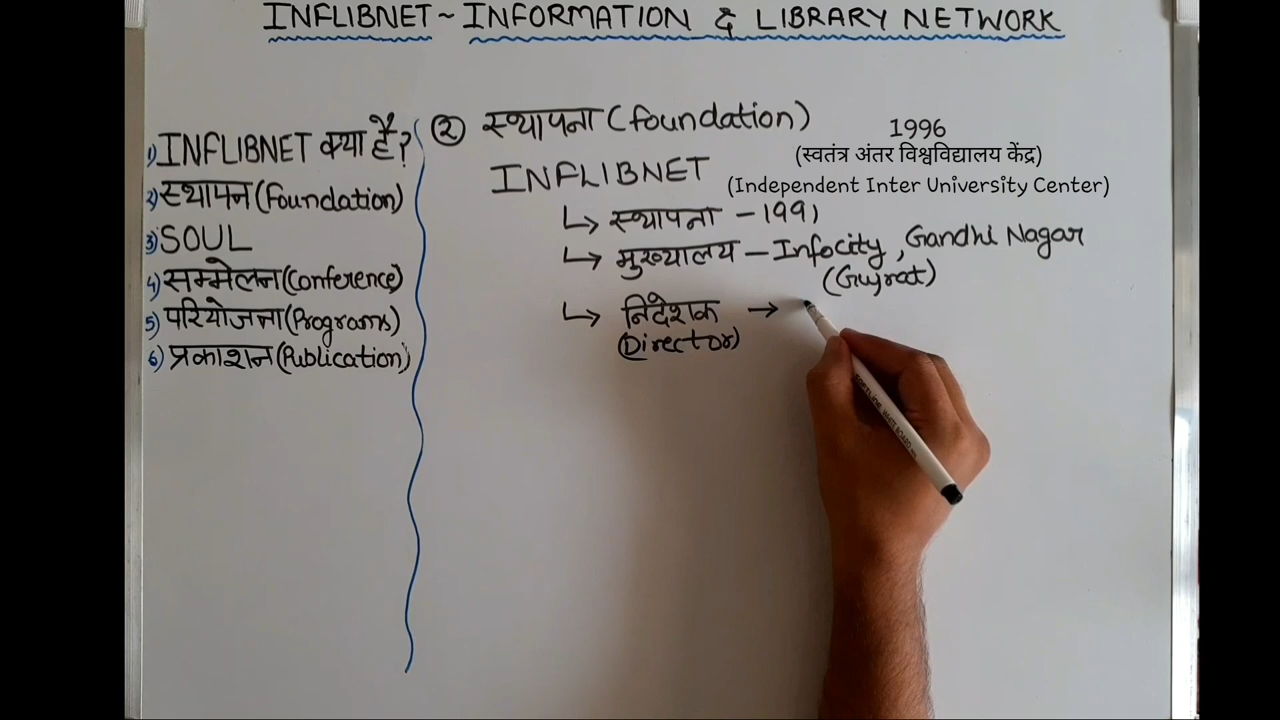 INFLIBNET ~ INFORMATION & LIBRARY NETWORK
1) INFLIBNET क्या है?
2) स्थापन (Foundation)
3) SOUL
4) सम्मेलन (Conference)
5) परियोजना (Programs)
6) प्रकाशन (Publication)
② स्थापना (foundation)
1996
(स्वतंत्र अंतर विश्वविद्यालय केंद्र)
INFLIBNET
(Independent Inter University Center)
↳ स्थापना - 1991
↳ मुख्यालय - Infocity, Gandhi Nagar
(Gujrat)
↳ निदेशक →
(Director)